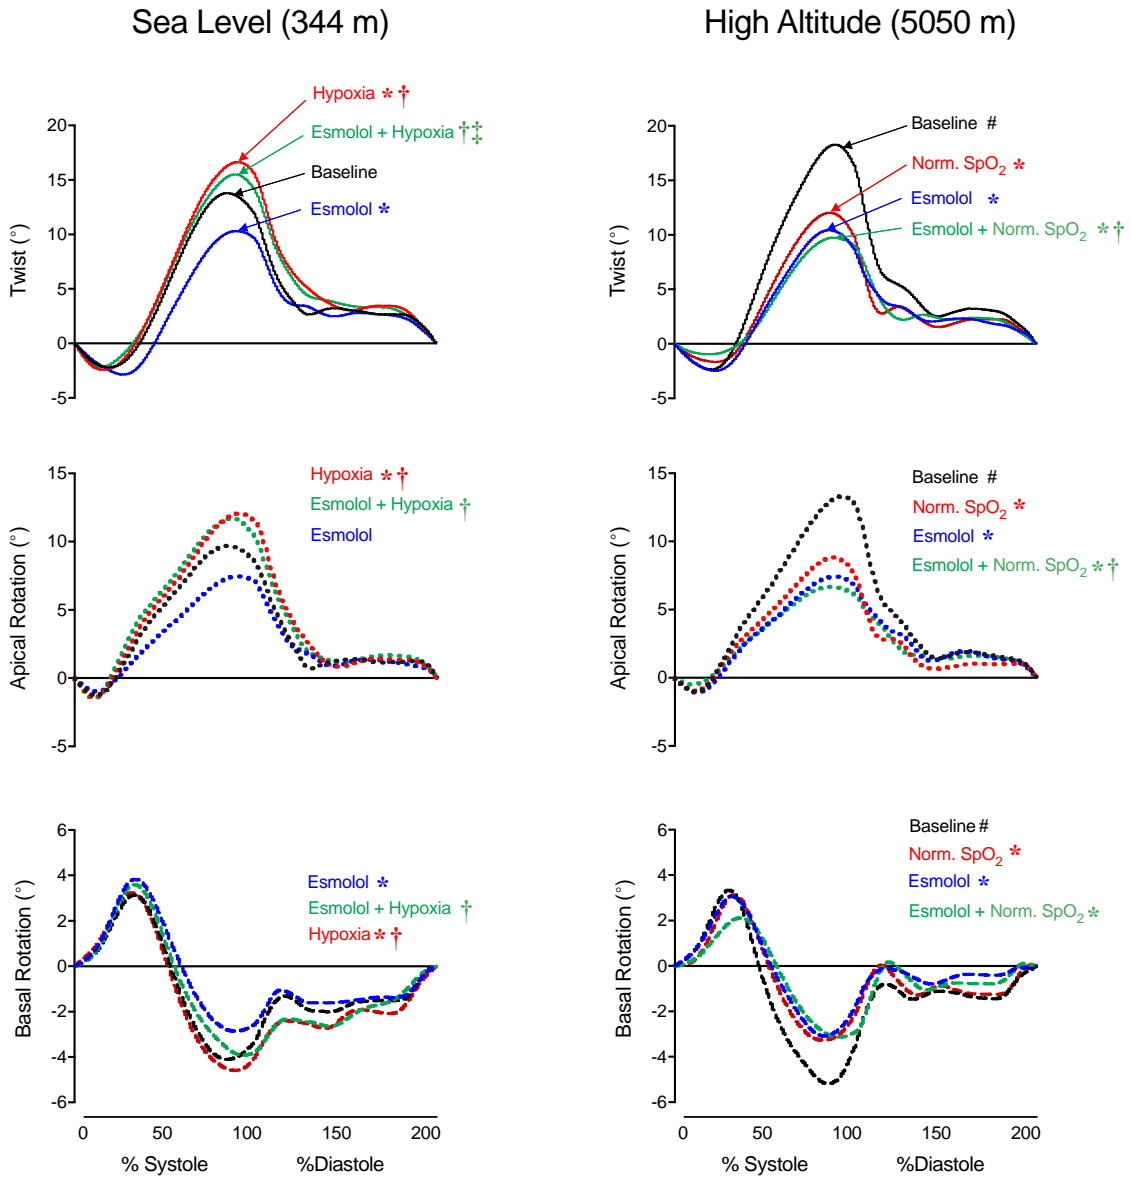 Sea Level (344 m)
High Altitude (5050 m)
Hypoxia * †
Esmolol + Hypoxia †‡
Baseline
Esmolol *
Twist (°)
20
15
10
5
0
-5
Baseline #
Norm. SpO2 *
Esmolol *
Esmolol + Norm. SpO2 *†
Twist (°)
20
15
10
5
0
-5
Hypoxia *†
Esmolol + Hypoxia †
Esmolol
Apical Rotation (°)
15
10
5
0
-5
Baseline #
Norm. SpO2 *
Esmolol *
Esmolol + Norm. SpO2 *†
Apical Rotation (°)
15
10
5
0
-5
Esmolol *
Esmolol + Hypoxia †
Hypoxia * †
Basal Rotation (°)
6
4
2
0
-2
-4
-6
0 50 100 150 200
% Systole %Diastole
Baseline #
Norm. SpO2 *
Esmolol *
Esmolol + Norm. SpO2 *
Basal Rotation (°)
6
4
2
0
-2
-4
-6
0 50 100 150 200
% Systole %Diastole